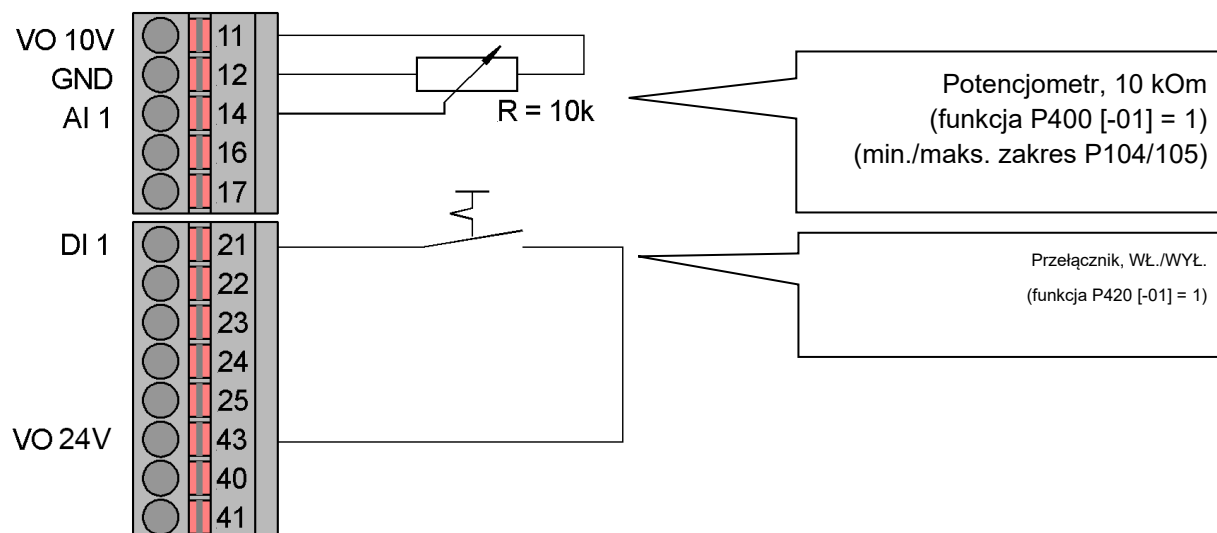 VO 10V 11
GND 12
AI 1 14
16
17
R = 10k
Potencjometr, 10 kOm
(funkcja P400 [-01] = 1)
(min./maks. zakres P104/105)
DI 1 21
22
23
24
25
VO 24V 43
40
41
Przełącznik, WŁ./WYŁ.
(funkcja P420 [-01] = 1)